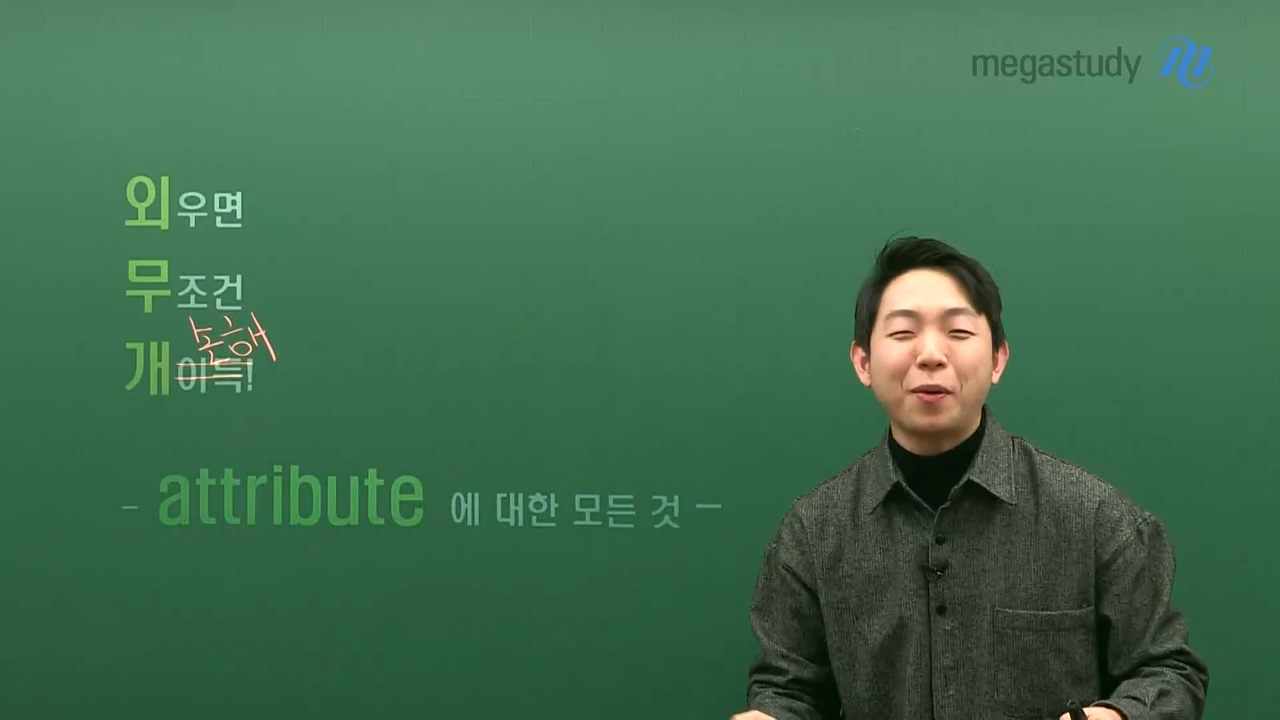 megastudy
외우면
무조건
손해
개이득!
- attribute 에 대한 모든 것 -